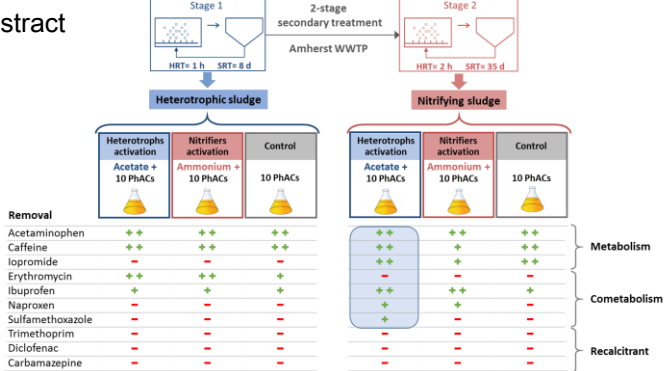 stract
Stage 1
2-stage
secondary treatment
Amherst WWTP
Stage 2
HRT= 1 h SRT= 8 d
HRT= 2 h SRT= 35 d
Heterotrophic sludge
Nitrifying sludge
Heterotrophs activation
Nitrifiers activation
Control
Acetate + 10 PhACs
Ammonium + 10 PhACs
10 PhACs
Heterotrophs activation
Nitrifiers activation
Control
Acetate + 10 PhACs
Ammonium + 10 PhACs
10 PhACs
Removal
Acetaminophen ++ ++ ++ ++ ++ ++
Caffeine ++ ++ ++ ++ + ++
Iopromide - - - ++ + ++
Erythromycin ++ ++ + - - -
Ibuprofen + + + ++ ++ +
Naproxen - - - + + -
Sulfamethoxazole - - - + - -
Trimethoprim - - - - - -
Diclofenac - - - - - -
Carbamazepine - - - - - -
Metabolism
Cometabolism
Recalcitrant